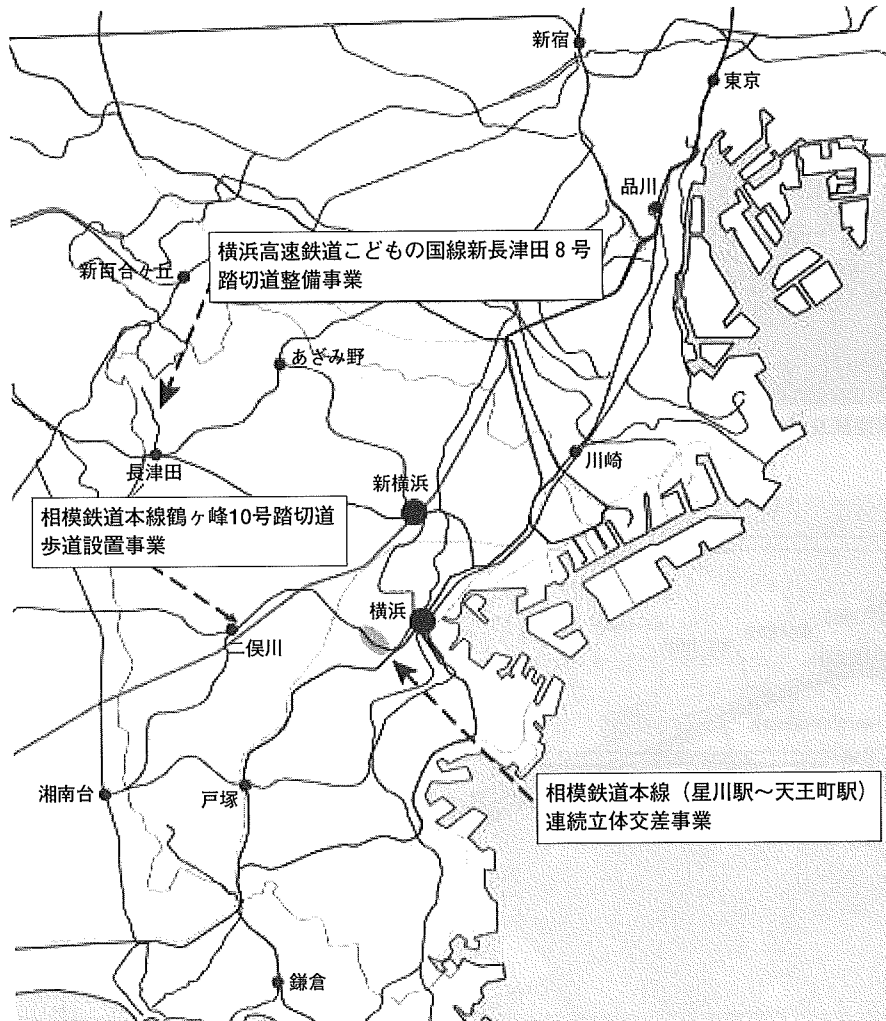 新宿
東京
品川
横浜高速鉄道こどもの国線新長津田8号
踏切道整備事業
新百合ヶ丘
あざみ野
長津田
川崎
新横浜
相模鉄道本線鶴ヶ峰10号踏切道
歩道設置事業
横浜
二俣川
湘南台
戸塚
相模鉄道本線（星川駅～天王町駅）
連続立体交差事業
鎌倉